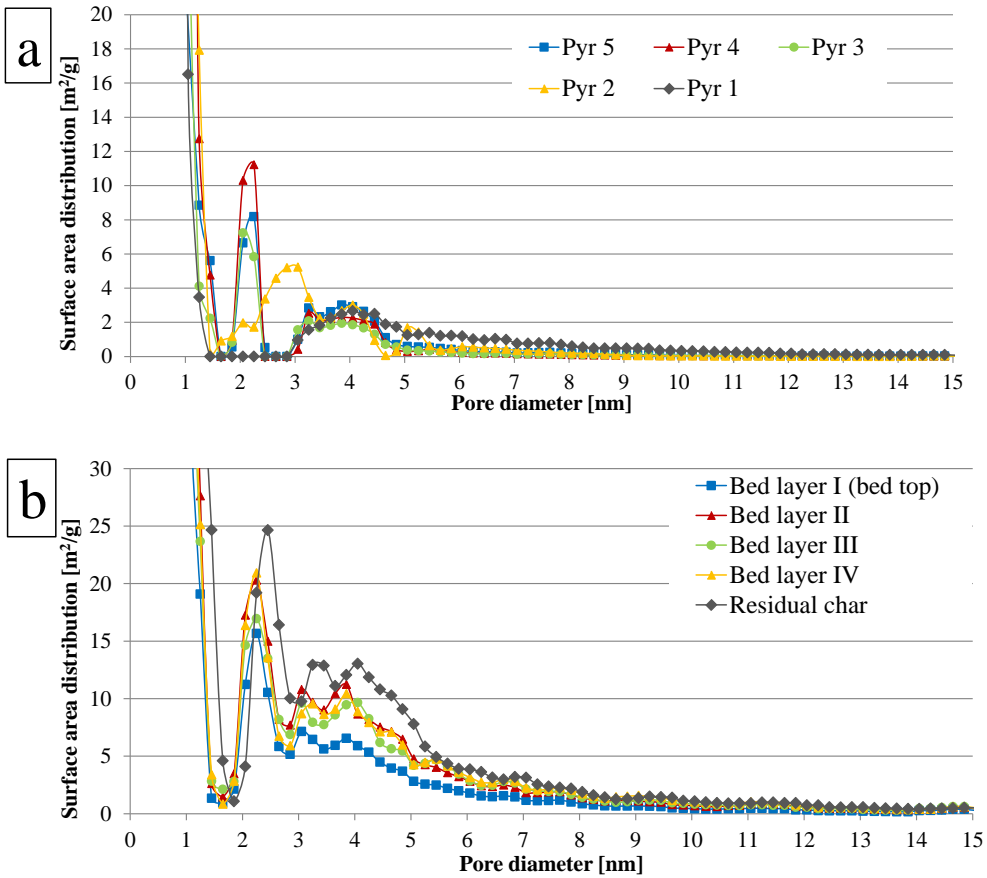 a
Surface area distribution [m²/g]
20
18
16
14
12
10
8
6
4
2
0
Pyr 5 Pyr 4 Pyr 3
Pyr 2 Pyr 1
0 1 2 3 4 5 6 7 8 9 10 11 12 13 14 15
Pore diameter [nm]
b
Surface area distribution [m²/g]
30
25
20
15
10
5
0
Bed layer I (bed top)
Bed layer II
Bed layer III
Bed layer IV
Residual char
0 1 2 3 4 5 6 7 8 9 10 11 12 13 14 15
Pore diameter [nm]